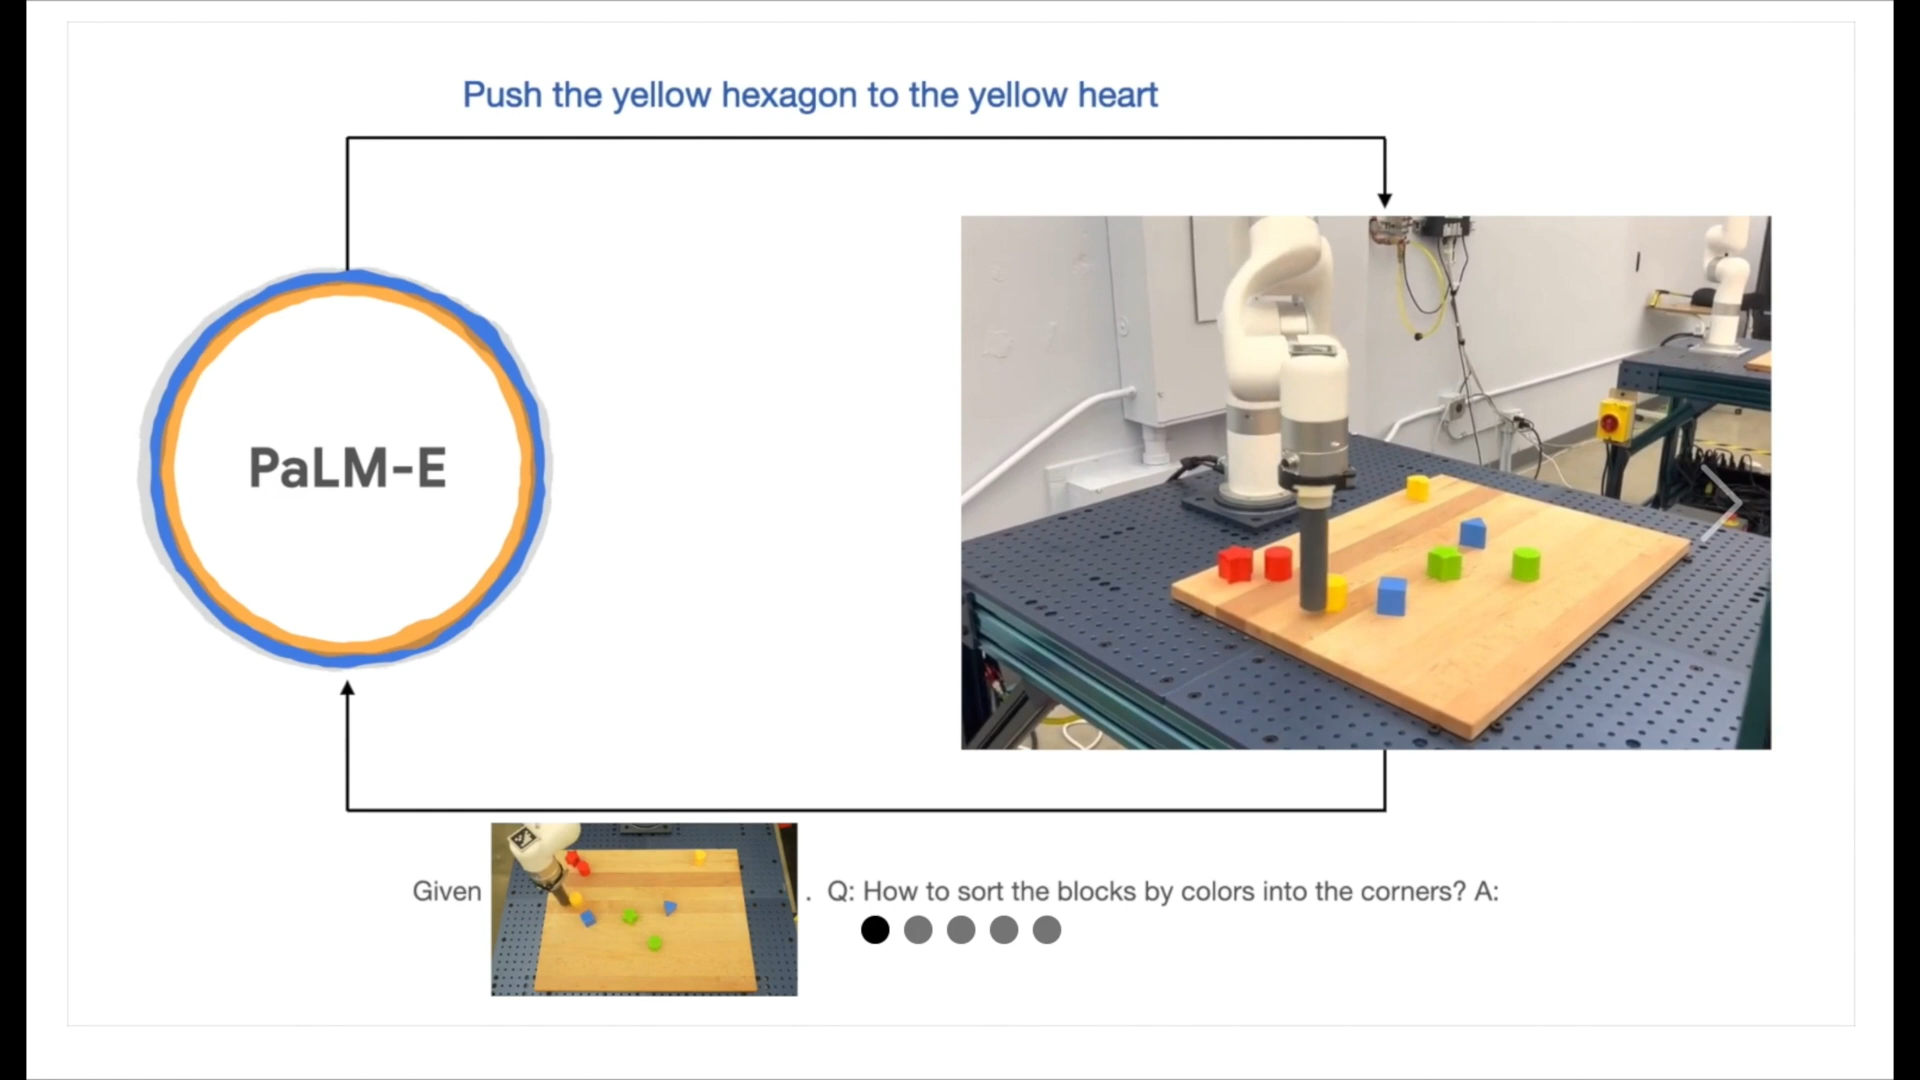 Push the yellow hexagon to the yellow heart
PaLM-E
Given . Q: How to sort the blocks by colors into the corners? A: